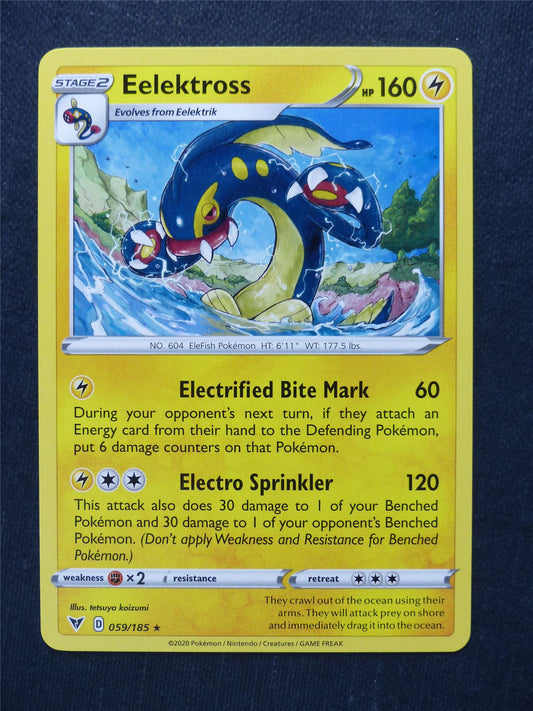 STAGE2 Eelektross HP 160
Evolves from Eelektrik
NO. 604 EleFish Pokémon HT: 6'11" WT: 177.5 lbs.
Electrified Bite Mark 60
During your opponent's next turn, if they attach an
Energy card from their hand to the Defending Pokémon,
put 6 damage counters on that Pokémon.
Electro Sprinkler 120
This attack also does 30 damage to 1 of your Benched
Pokémon and 30 damage to 1 of your opponent's Benched
Pokémon. (Don't apply Weakness and Resistance for Benched
Pokémon.)
weakness ×2 resistance retreat
Illus. tetsuya koizumi
They crawl out of the ocean using their
arms. They will attack prey on shore
and immediately drag it into the ocean.
D 059/185 ★
©2020 Pokémon / Nintendo / Creatures / GAME FREAK